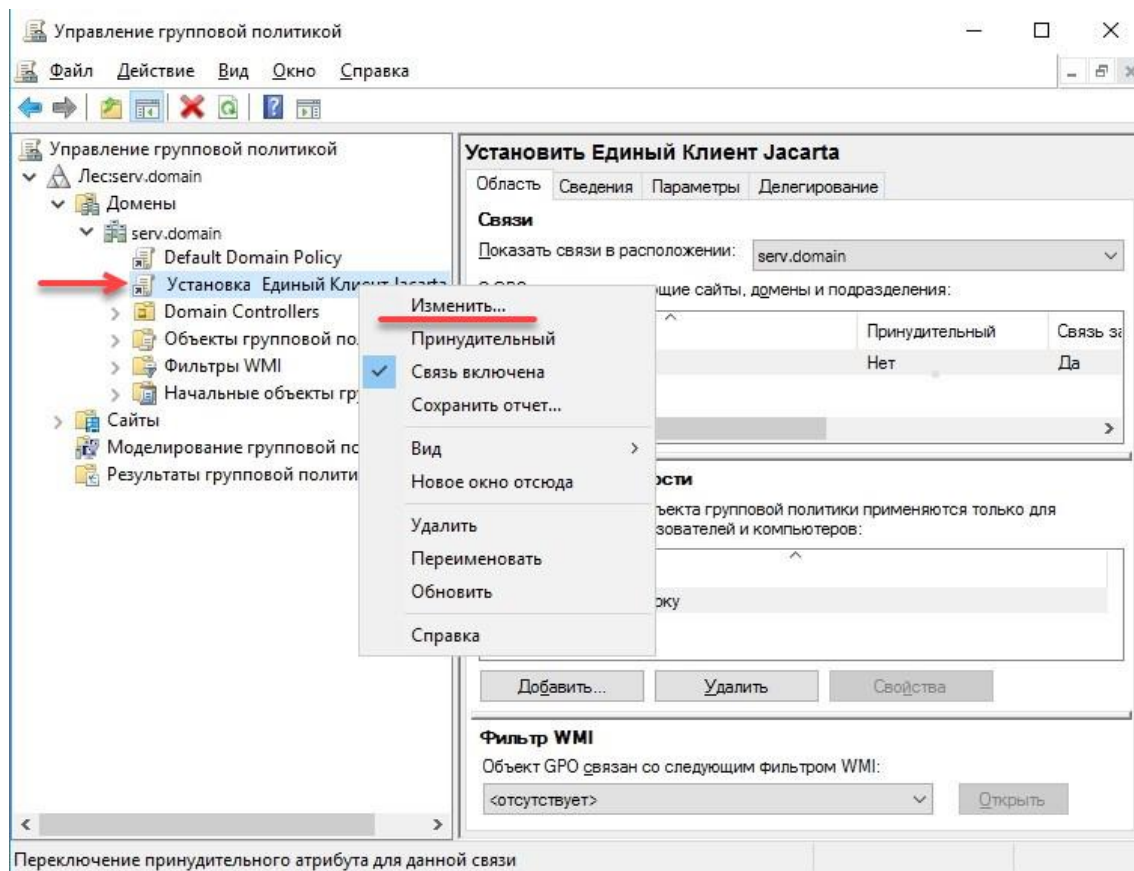 Управление групповой политикой
Файл Действие Вид Окно Справка
Управление групповой политикой
Лес:serv.domain
Домены
serv.domain
Default Domain Policy
Установка Единый Клиент Jacarta
Domain Controllers
Объекты групповой по
Фильтры WMI
Начальные объекты гр
Сайты
Моделирование групповой по
Результаты групповой полити
Изменить...
Принудительный
Связь включена
Сохранить отчет...
Вид
Новое окно отсюда
Удалить
Переименовать
Обновить
Справка
Установить Единый Клиент Jacarta
Область Сведения Параметры Делегирование
Связи
Показать связи в расположении: serv.domain
щие сайты, домены и подразделения:
Принудительный Связь за
Нет Да
ости
ъекта групповой политики применяются только для
зователей и компьютеров:
рку
Добавить... Удалить Свойства
Фильтр WMI
Объект GPO связан со следующим фильтром WMI:
<отсутствует> Открыть
Переключение принудительного атрибута для данной связи